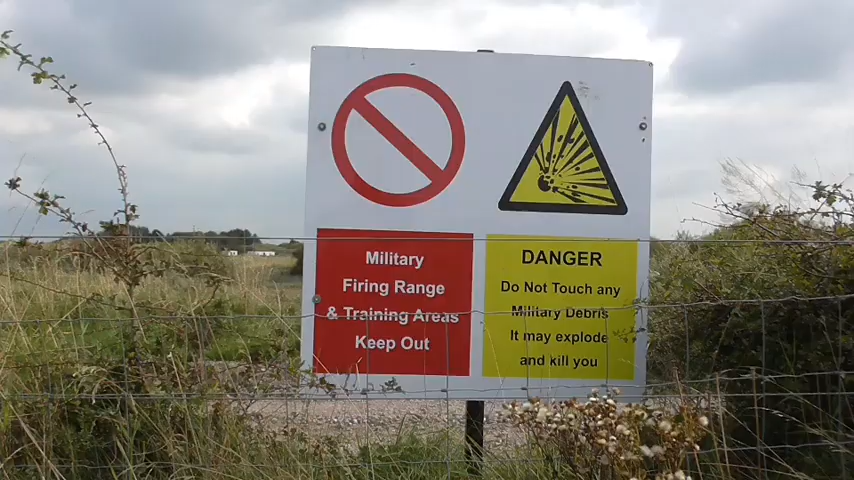 Military
Firing Range
& Training Areas
Keep Out
DANGER
Do Not Touch any
Military Debris
It may explode
and kill you